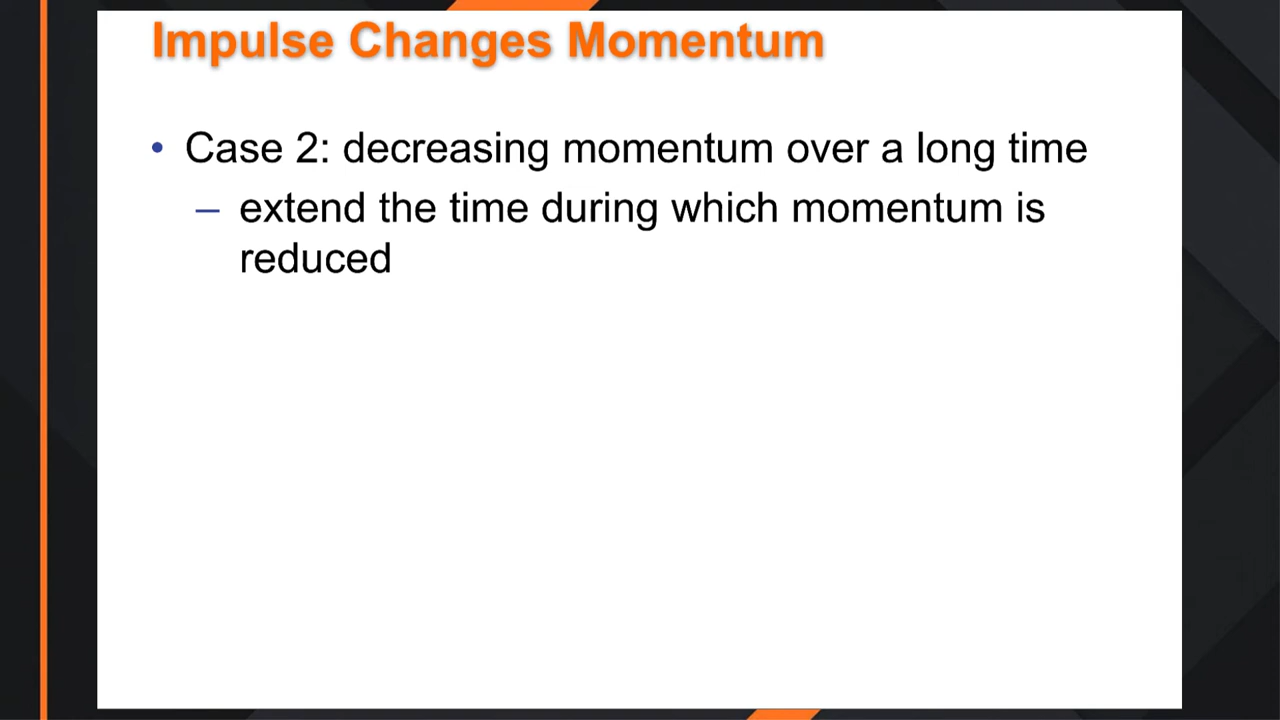 Impulse Changes Momentum
• Case 2: decreasing momentum over a long time
– extend the time during which momentum is
reduced